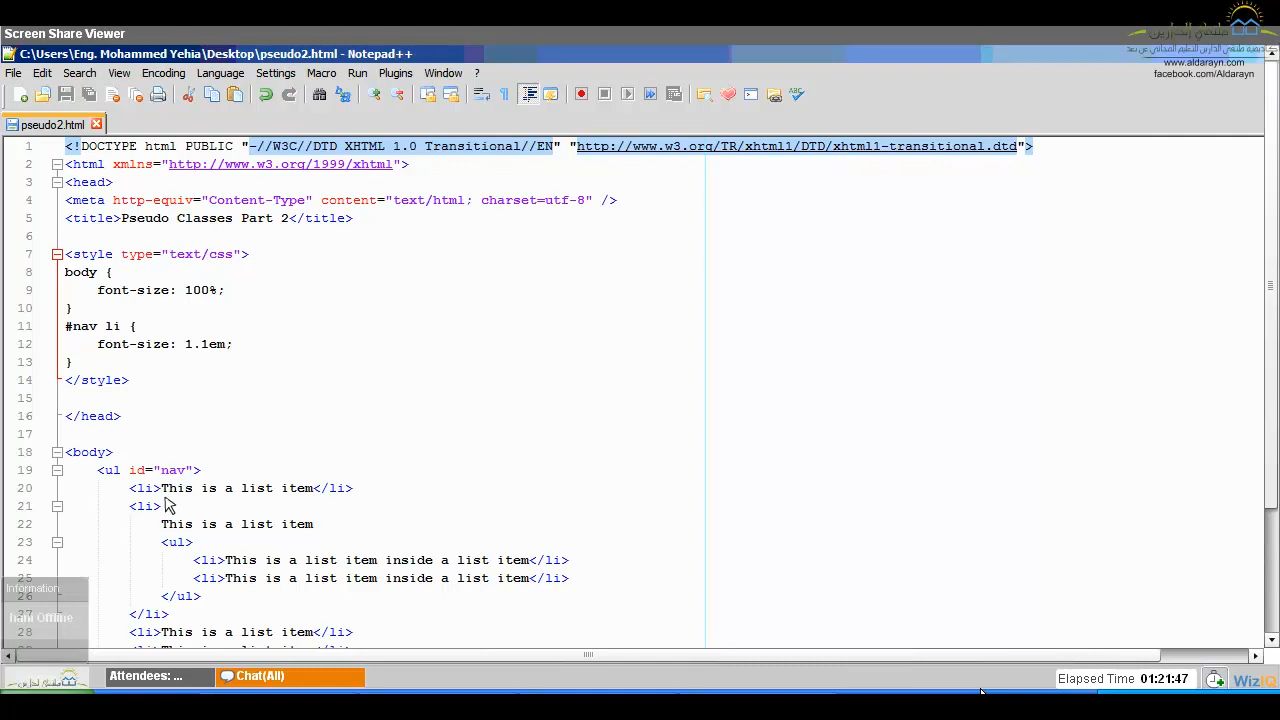 Screen Share Viewer
ملتقى الدارين
www.aldarayn.com
facebook.com/Aldarayn
C:\Users\Eng. Mohammed Yehia\Desktop\pseudo2.html - Notepad++
File Edit Search View Encoding Language Settings Macro Run Plugins Window ?
pseudo2.html
1 <!DOCTYPE html PUBLIC "-//W3C//DTD XHTML 1.0 Transitional//EN" "http://www.w3.org/TR/xhtml1/DTD/xhtml1-transitional.dtd">
2 <html xmlns="http://www.w3.org/1999/xhtml">
3 <head>
4 <meta http-equiv="Content-Type" content="text/html; charset=utf-8" />
5 <title>Pseudo Classes Part 2</title>
6
7 <style type="text/css">
8 body {
9 font-size: 100%;
10 }
11 #nav li {
12 font-size: 1.1em;
13 }
14 </style>
15
16 </head>
17
18 <body>
19 <ul id="nav">
20 <li>This is a list item</li>
21 <li>
22 This is a list item
23 <ul>
24 <li>This is a list item inside a list item</li>
25 <li>This is a list item inside a list item</li>
26 </ul>
27 </li>
28 <li>This is a list item</li>
Information
Offline
Attendees: ...
Chat(All)
Elapsed Time 01:21:47
WizIQ